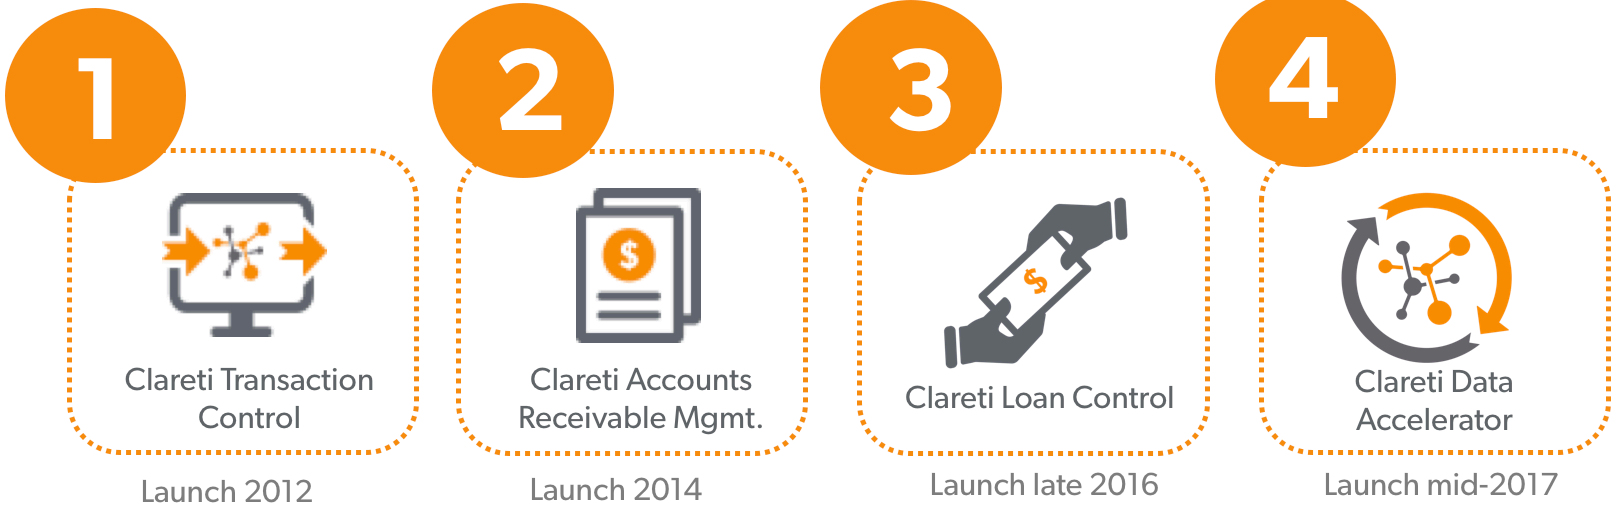 1
2
3
4
$
$
Clareti Transaction
Control
Clareti Accounts
Receivable Mgmt.
Clareti Loan Control
Clareti Data
Accelerator
Launch 2012
Launch 2014
Launch late 2016
Launch mid-2017